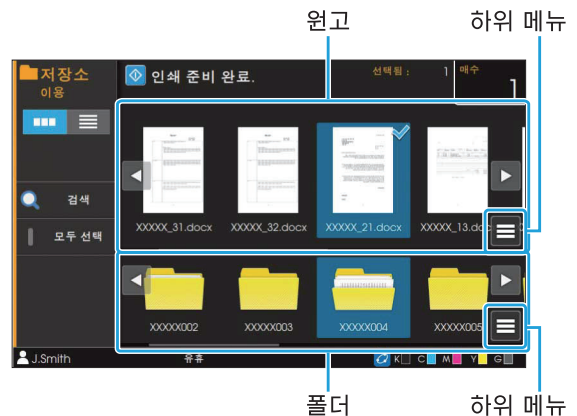 원고
하위 메뉴
저장소
이용
인쇄 준비 완료.
선택됨 :
1
매수
1
검색
모두 선택
XXXXX_31.docx
XXXXX_32.docx
XXXXX_21.docx
XXXXX_13.do
XXXXX002
XXXXX003
XXXXX004
XXXXX005
J.Smith
유휴
K C M Y G
폴더
하위 메뉴